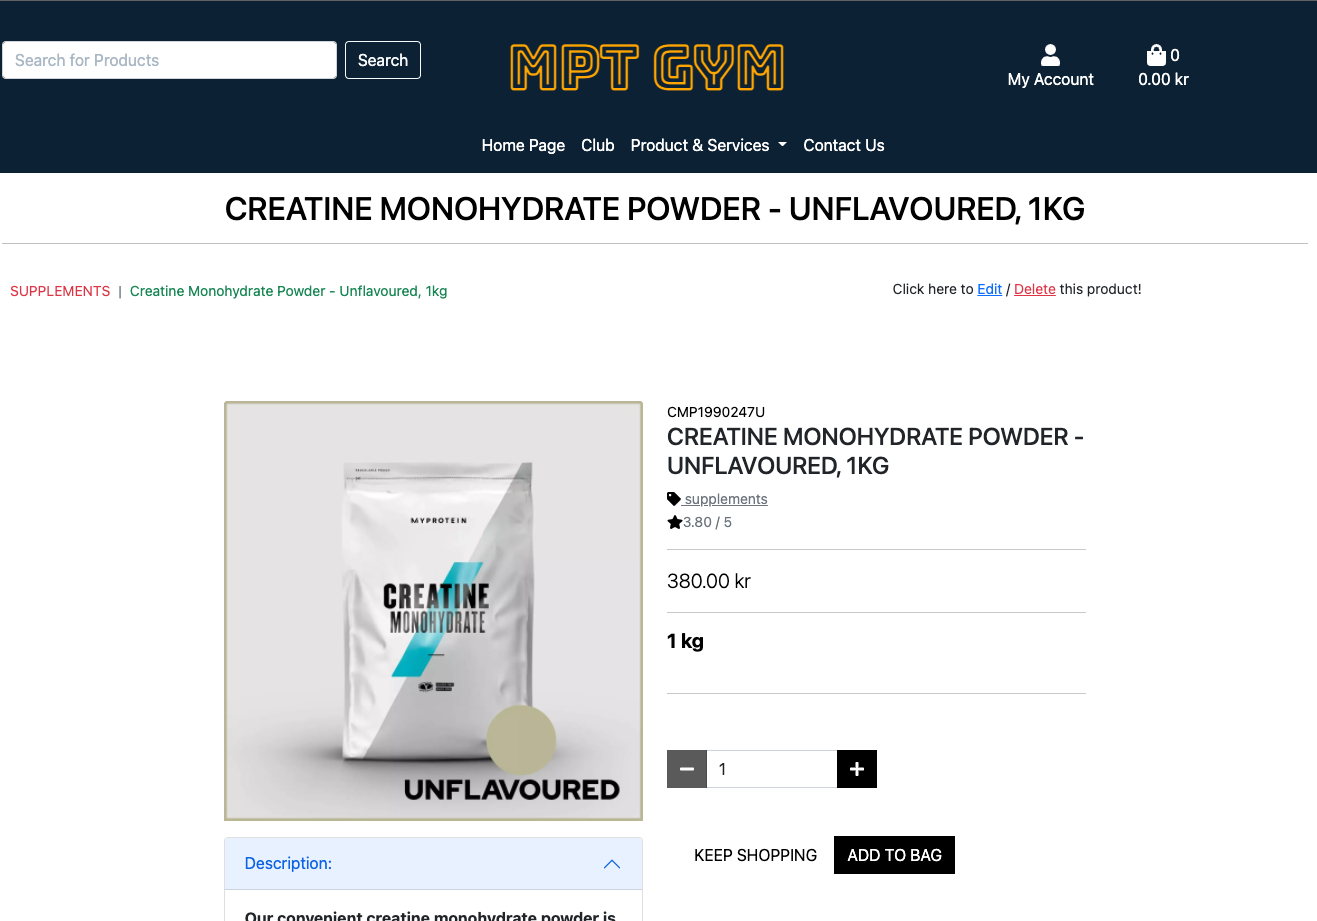 Search for Products
Search
MPT GYM
My Account
0
0.00 kr
Home Page
Club
Product & Services
Contact Us
CREATINE MONOHYDRATE POWDER - UNFLAVOURED, 1KG
SUPPLEMENTS | Creatine Monohydrate Powder - Unflavoured, 1kg
Click here to Edit / Delete this product!
MYPROTEIN
CREATINE
MONOHYDRATE
UNFLAVOURED
Description:
Our convenient creatine monohydrate powder is
CMP1990247U
CREATINE MONOHYDRATE POWDER -
UNFLAVOURED, 1KG
supplements
3.80 / 5
380.00 kr
1 kg
1
KEEP SHOPPING
ADD TO BAG